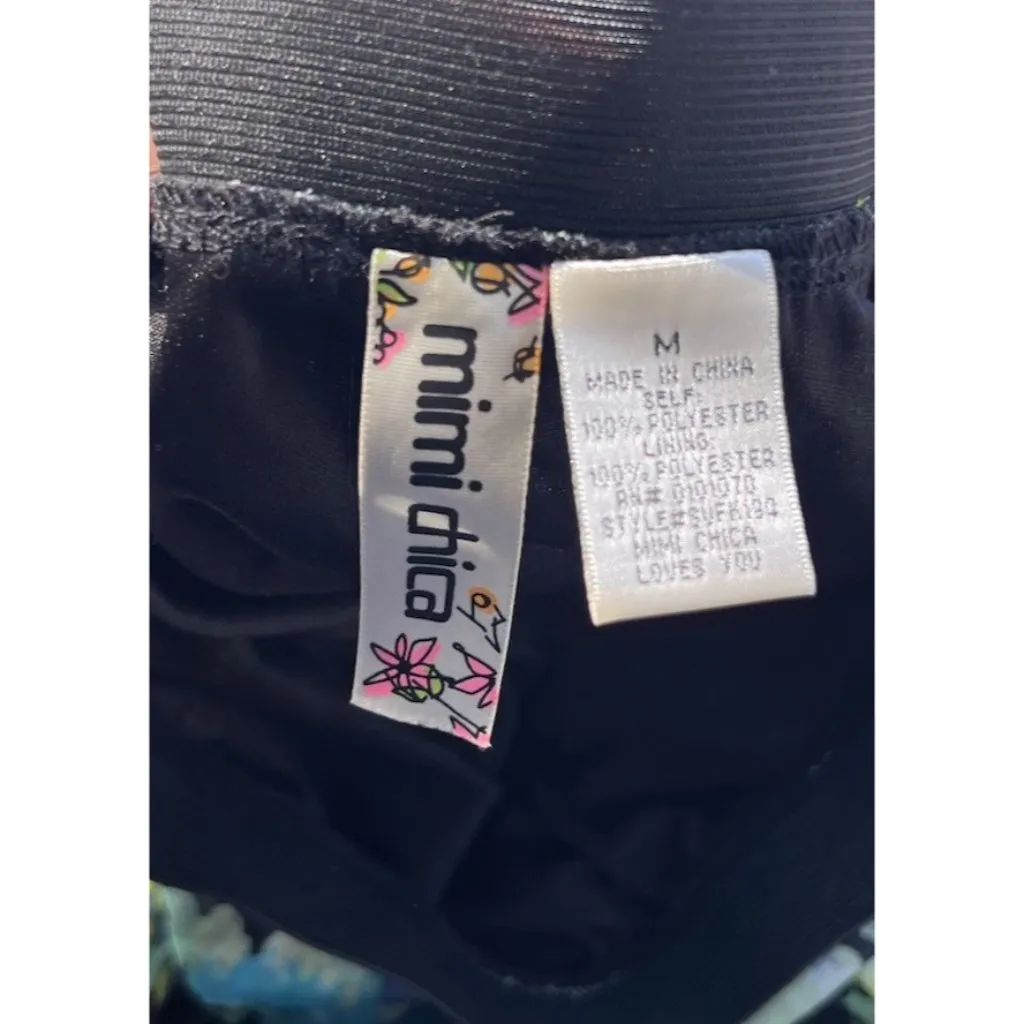 mimi chica
M
MADE IN CHINA
SELF:
100% POLYESTER
LINING:
100% POLYESTER
RN# 0101070
MIMI CHICA
LOVES YOU